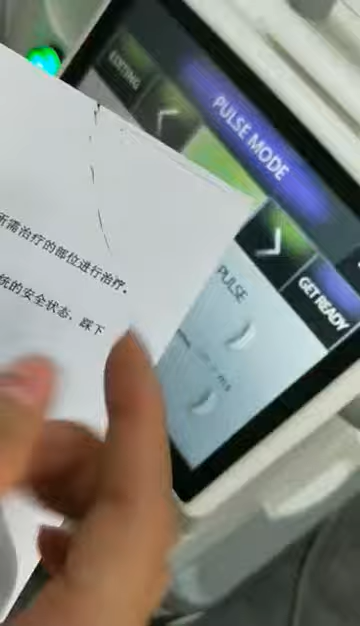 EXITING
PULSE MODE
所需治疗的部位进行治疗。
统的安全状态，踩下
PULSE
GET READY